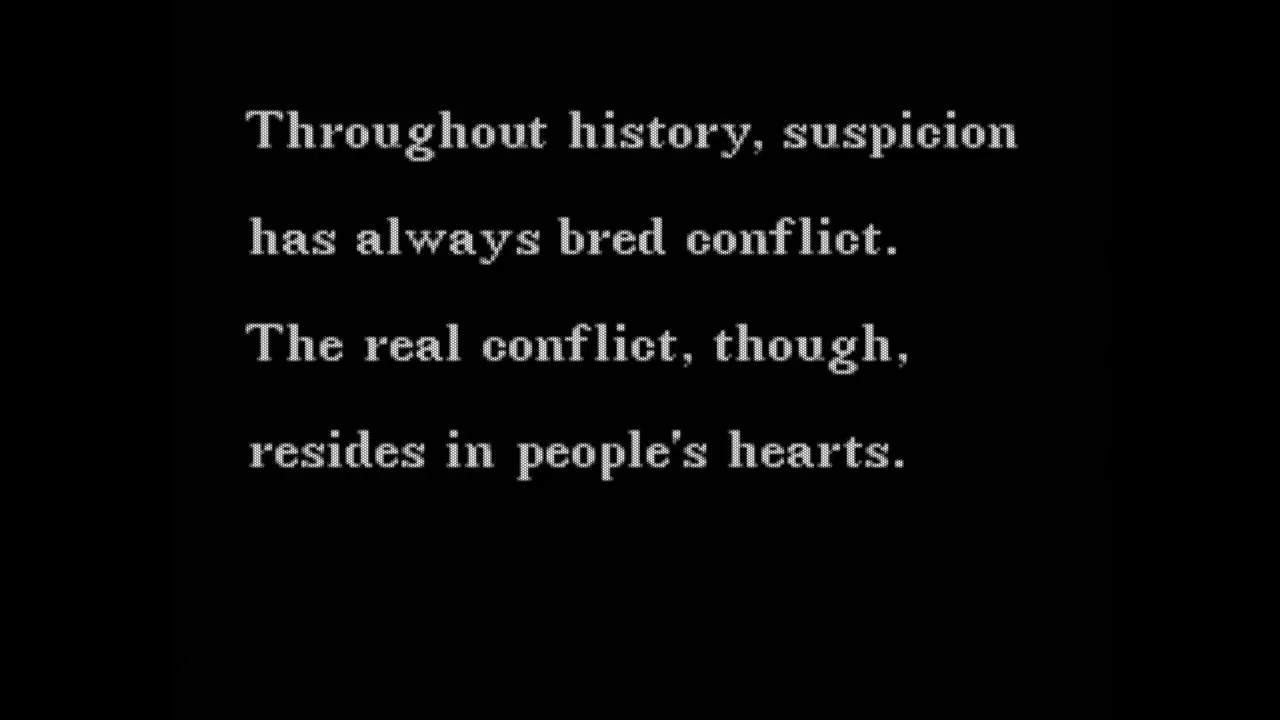 Throughout history, suspicion
has always bred conflict.
The real conflict, though,
resides in people's hearts.